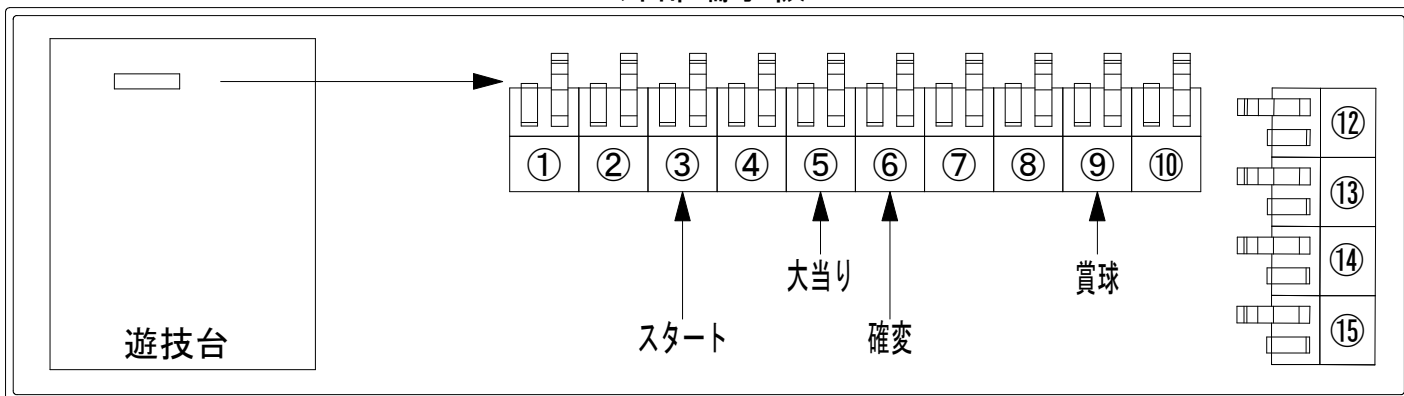 ① ② ③ ④ ⑤ ⑥ ⑦ ⑧ ⑨ ⑩
⑫
⑬
⑭
⑮
大当り
賞球
スタート
確変
遊技台